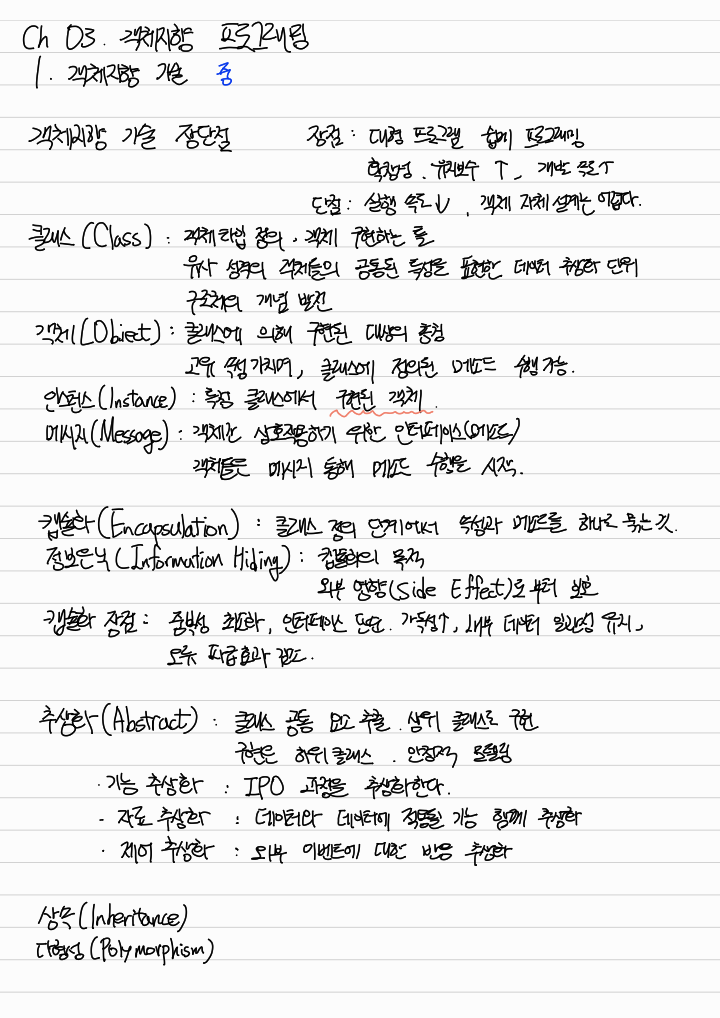 Ch 03. 객체지향 프로그래밍
1. 객체지향 기술 중
객체지향 기술 장단점 장점 : 대형 프로그램 쉽게 프로그래밍
확장성, 유지보수 ↑, 개발 속도↑
단점 : 실행 속도↓, 객체 자체 설계는 어렵다.
클래스 (Class) : 객체 타입 정의, 객체 구현하는 틀
유사 성격의 객체들의 공통된 특성을 표현한 데이터 추상화 단위
구조체의 개념 발전
객체(Object) : 클래스에 의해 구현된 대상의 총칭
고유 속성 가지며, 클래스에 정의된 메소드 수행 가능.
인스턴스(Instance) : 특정 클래스에서 구현된 객체.
메시지(Message) : 객체간 상호작용하기 위한 인터페이스(메소드)
객체들은 메시지 통해 메소드 수행을 시작.
캡슐화(Encapsulation) : 클래스 정의 단계에서 속성과 메소드를 하나로 묶는 것.
정보은닉(Information Hiding) : 캡슐화의 목적
외부 영향(Side Effect)로부터 보호
캡슐화 장점 : 중복성 최소화, 인터페이스 단순, 가독성↑, 내부 데이터 일관성 유지,
오류 파급효과 감소.
추상화(Abstract) : 클래스 공통 요소 추출, 상위 클래스로 구현
구현은 하위클래스, 안정적 모델링
· 기능 추상화 : IPO 과정을 추상화한다.
- 자료 추상화 : 데이터와 데이터에 적용될 기능 함께 추상화
· 제어 추상화 : 외부 이벤트에 대한 반응 추상화
상속(Inheritance)
다형성(Polymorphism)